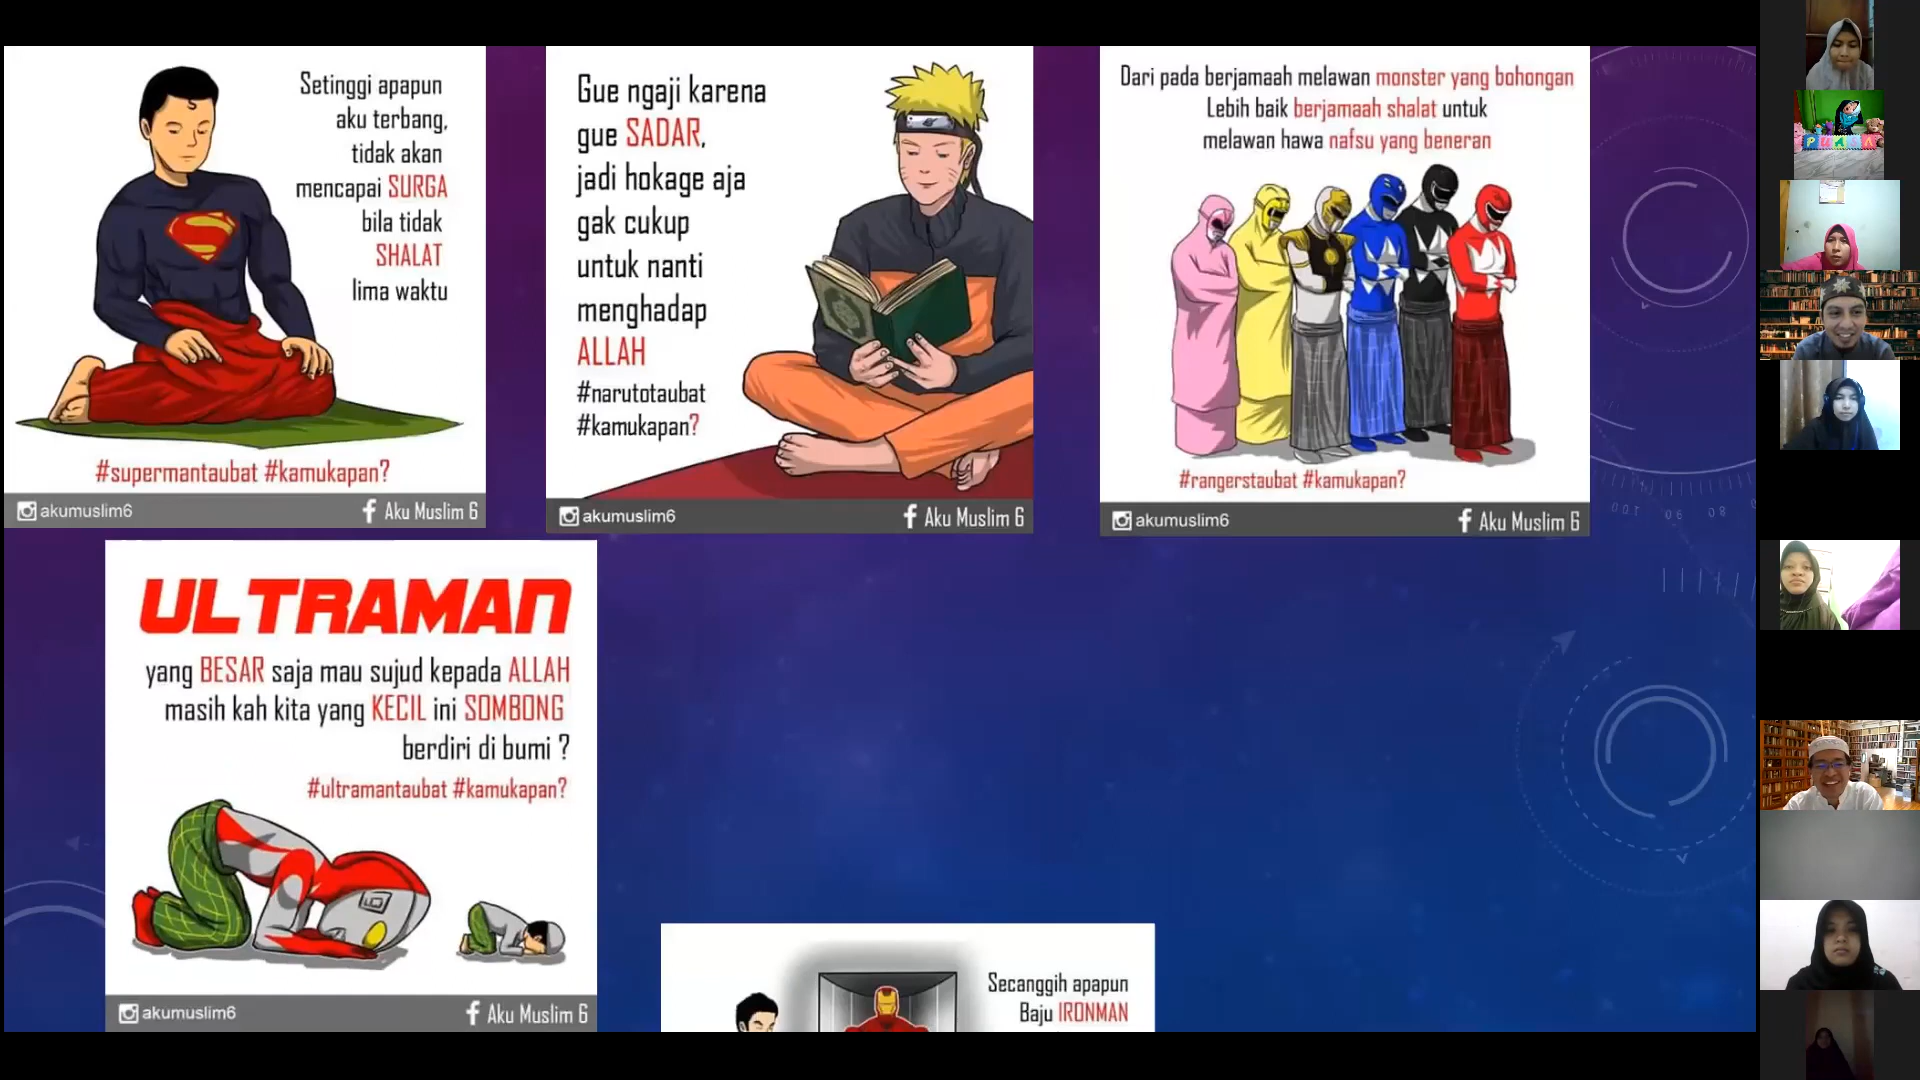 Setinggi apapun
aku terbang,
tidak akan
mencapai SURGA
bila tidak
SHALAT
lima waktu
#supermantaubat #kamukapan?
akumuslim6
Aku Muslim 6
Gue ngaji karena
gue SADAR,
jadi hokage aja
gak cukup
untuk nanti
menghadap
ALLAH
#narutotaubat
#kamukapan?
akumuslim6
Aku Muslim 6
Dari pada berjamaah melawan monster yang bohongan
Lebih baik berjamaah shalat untuk
melawan hawa nafsu yang beneran
#rangerstaubat #kamukapan?
akumuslim6
Aku Muslim 6
ULTRAMAN
yang BESAR saja mau sujud kepada ALLAH
masih kah kita yang KECIL ini SOMBONG
berdiri di bumi ?
#ultramantaubat #kamukapan?
akumuslim6
Aku Muslim 6
Secanggih apapun
Baju IRONMAN
PUASA
100 90 80